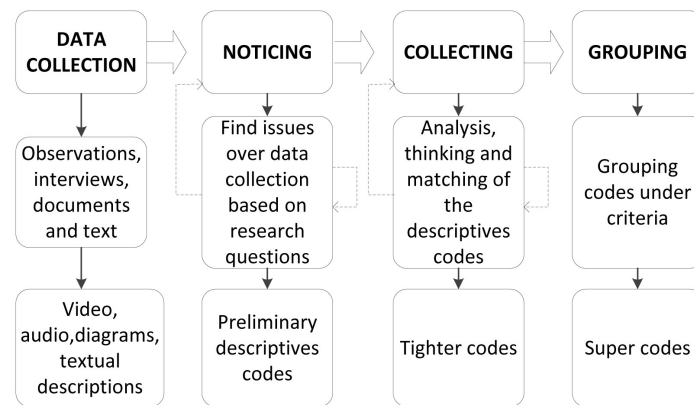 DATA
COLLECTION
NOTICING
COLLECTING
GROUPING
Observations,
interviews,
documents
and text
Find issues
over data
collection
based on
research
questions
Analysis,
thinking and
matching of
the
descriptives
codes
Grouping
codes under
criteria
Video,
audio,diagrams,
textual
descriptions
Preliminary
descriptives
codes
Tighter codes
Super codes